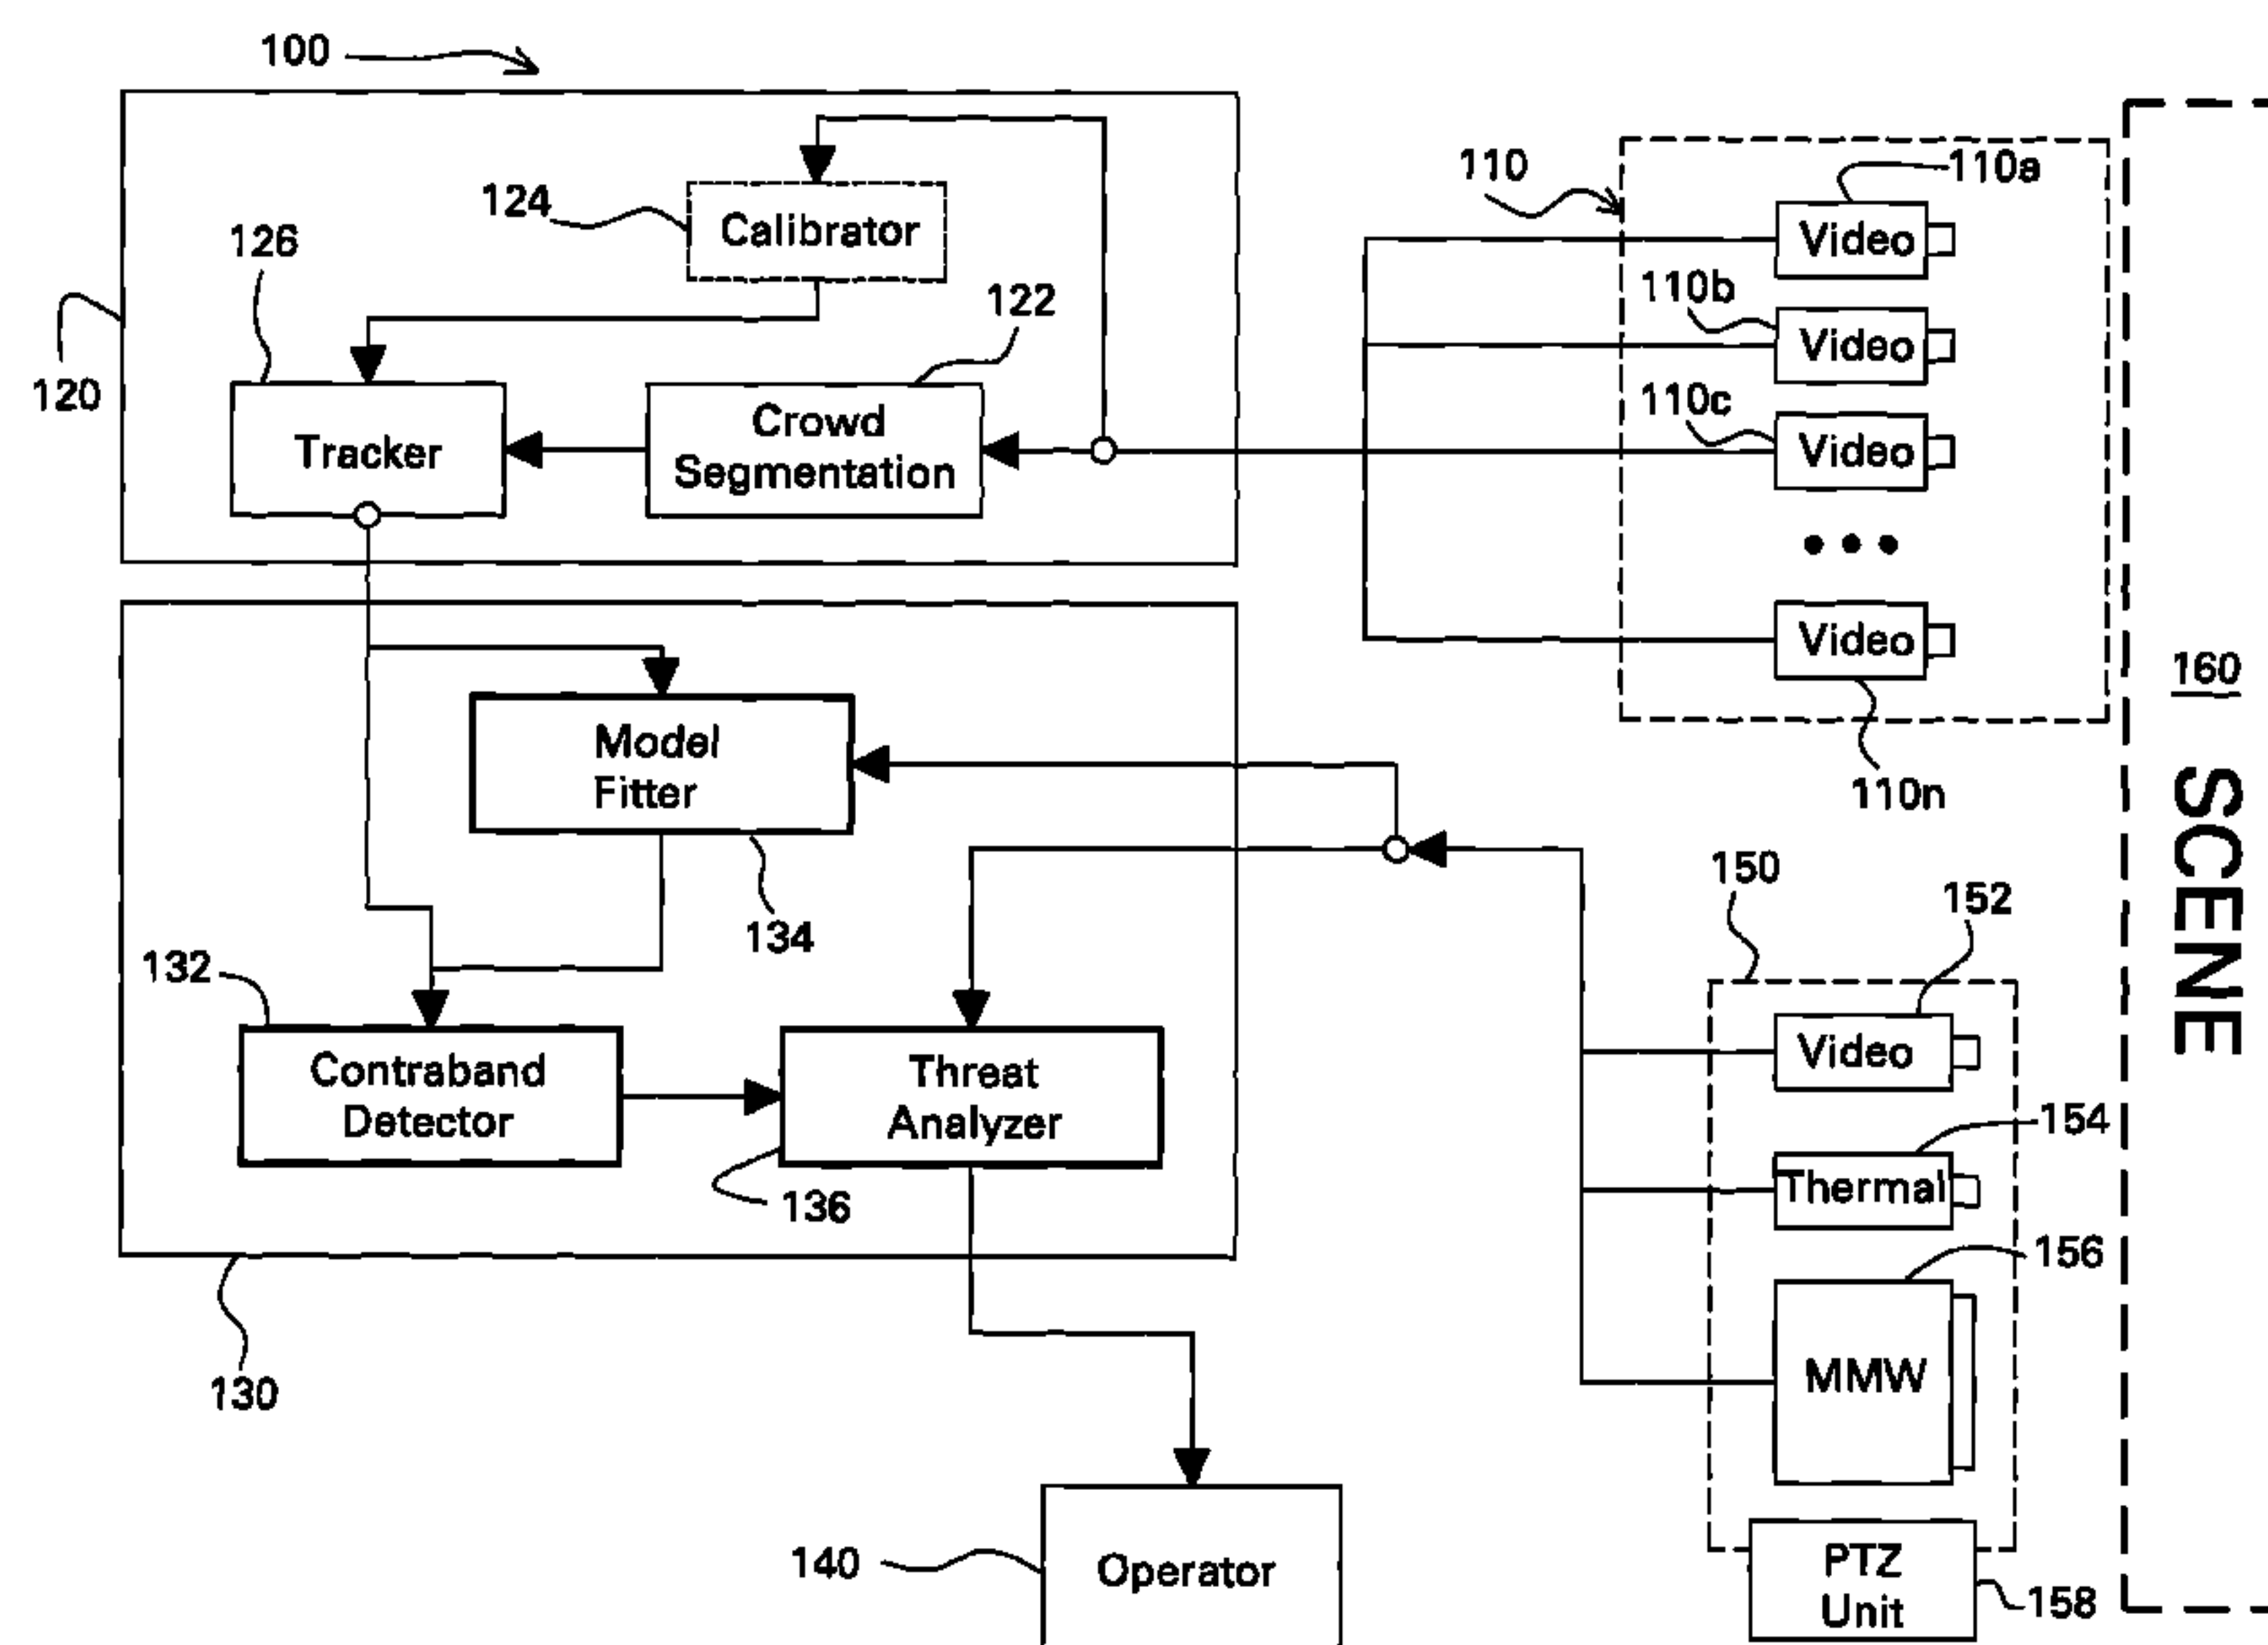 100
110
110a
Video
124
Calibrator
126
110b
Video
122
120
110c
Video
Tracker
Crowd
Segmentation
• • •
Video
160
SCENE
110n
Model
Fitter
134
150
152
132
Video
Contraband
Detector
Threat
Analyzer
154
Thermal
136
156
MMW
130
140
Operator
PTZ
Unit
158